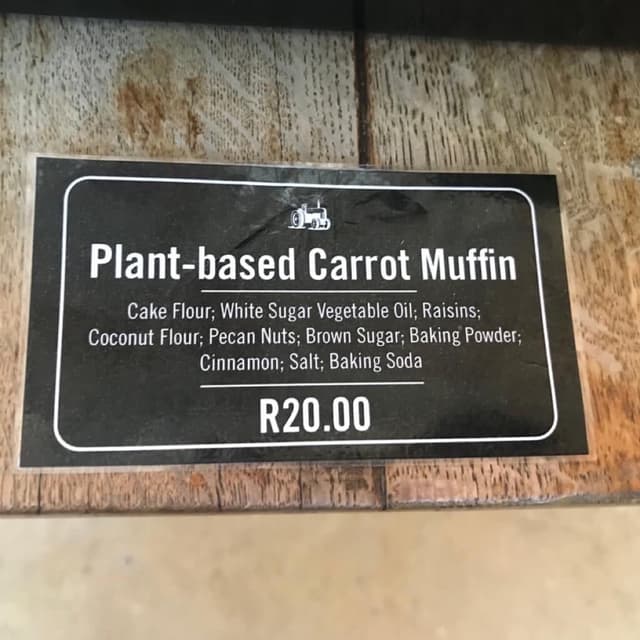 Plant-based Carrot Muffin
Cake Flour; White Sugar Vegetable Oil; Raisins;
Coconut Flour; Pecan Nuts; Brown Sugar; Baking Powder;
Cinnamon; Salt; Baking Soda
R20.00